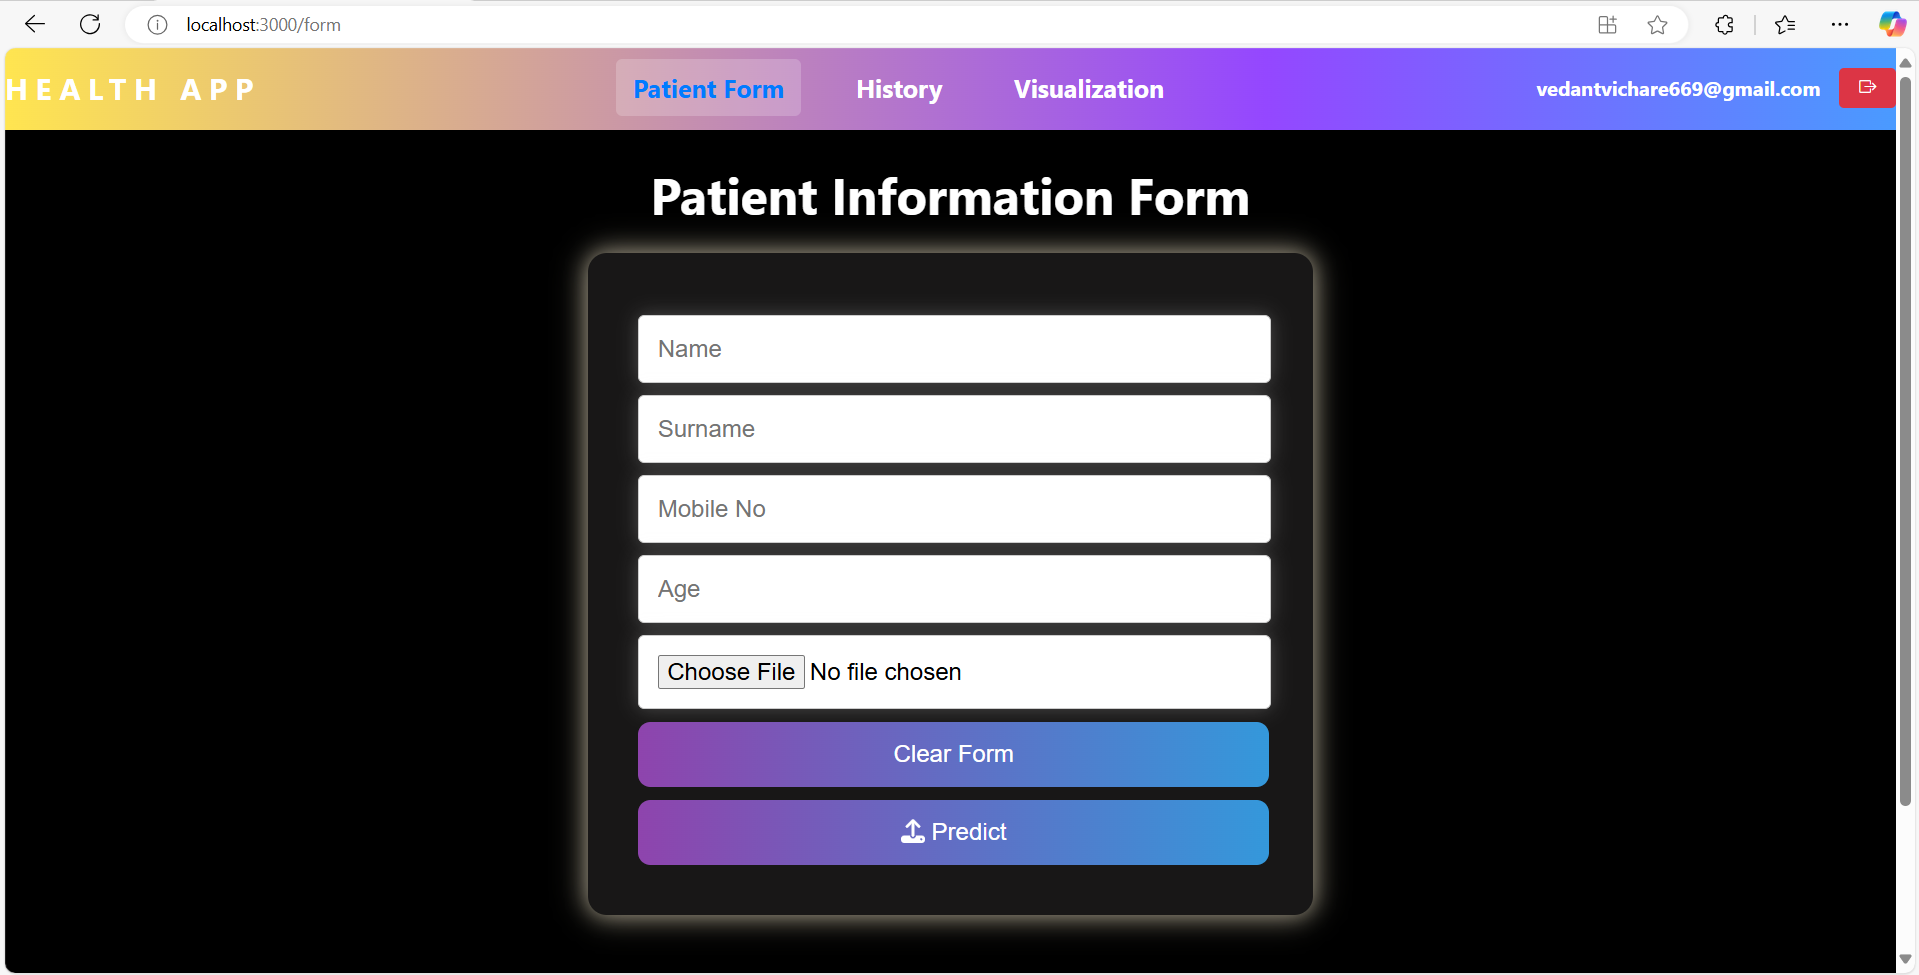 localhost:3000/form
HEALTH APP Patient Form History Visualization vedantvichare669@gmail.com
Patient Information Form
Name
Surname
Mobile No
Age
Choose File No file chosen
Clear Form
Predict